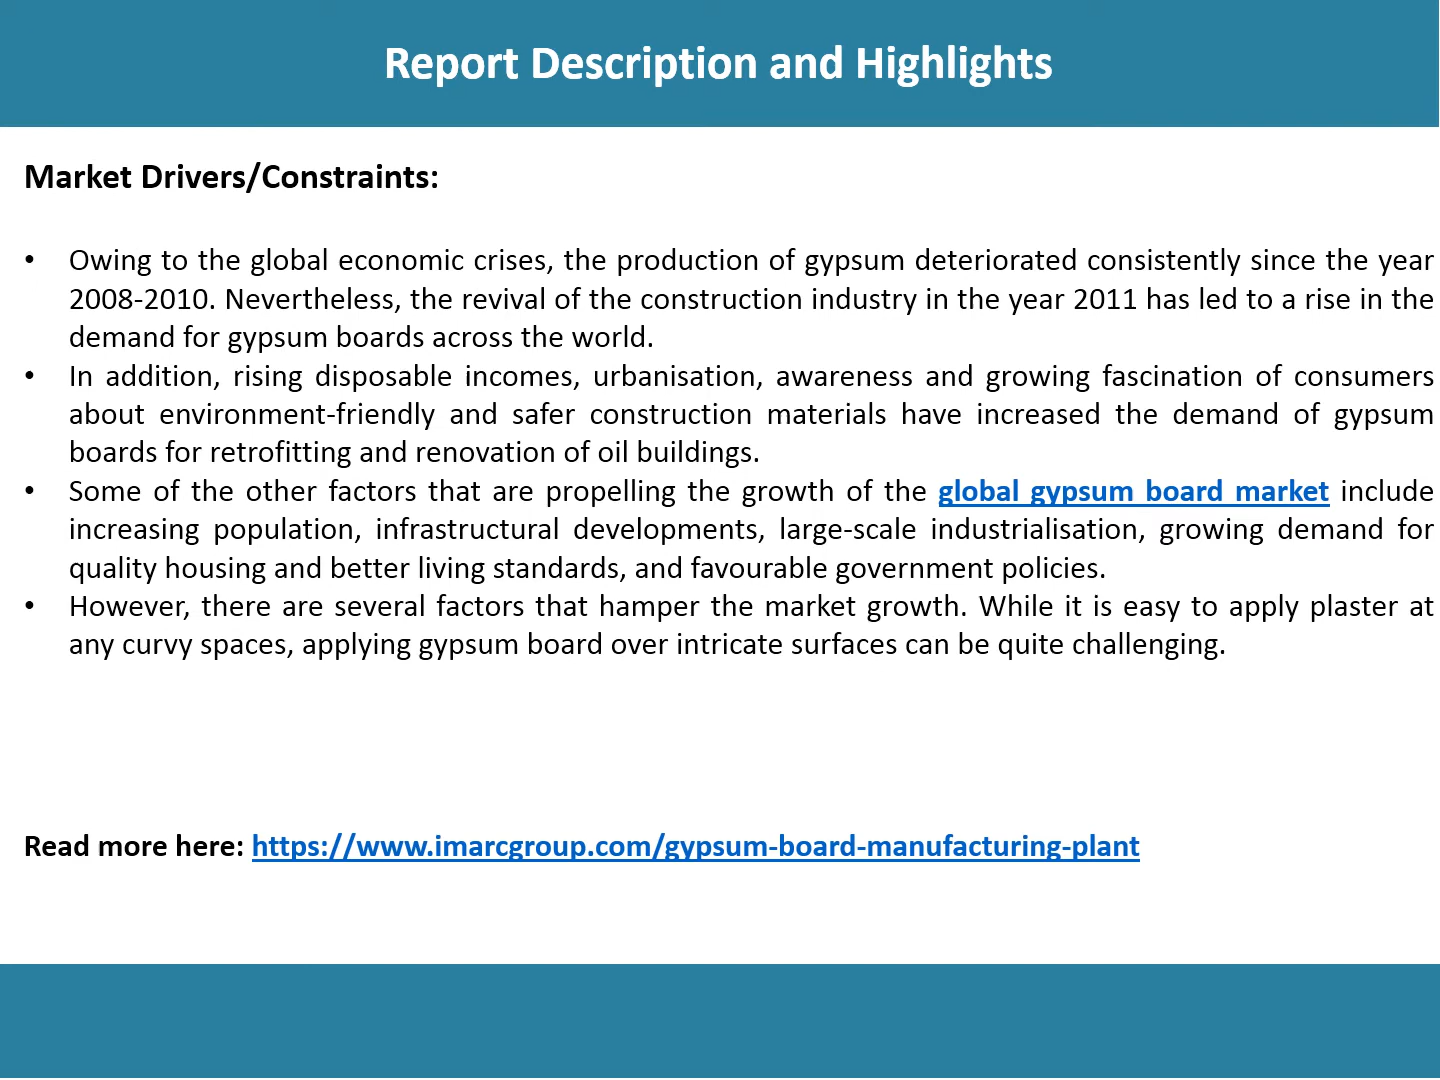 Report Description and Highlights
Market Drivers/Constraints:
• Owing to the global economic crises, the production of gypsum deteriorated consistently since the year
2008-2010. Nevertheless, the revival of the construction industry in the year 2011 has led to a rise in the
demand for gypsum boards across the world.
• In addition, rising disposable incomes, urbanisation, awareness and growing fascination of consumers
about environment-friendly and safer construction materials have increased the demand of gypsum
boards for retrofitting and renovation of oil buildings.
• Some of the other factors that are propelling the growth of the global gypsum board market include
increasing population, infrastructural developments, large-scale industrialisation, growing demand for
quality housing and better living standards, and favourable government policies.
• However, there are several factors that hamper the market growth. While it is easy to apply plaster at
any curvy spaces, applying gypsum board over intricate surfaces can be quite challenging.
Read more here: https://www.imarcgroup.com/gypsum-board-manufacturing-plant